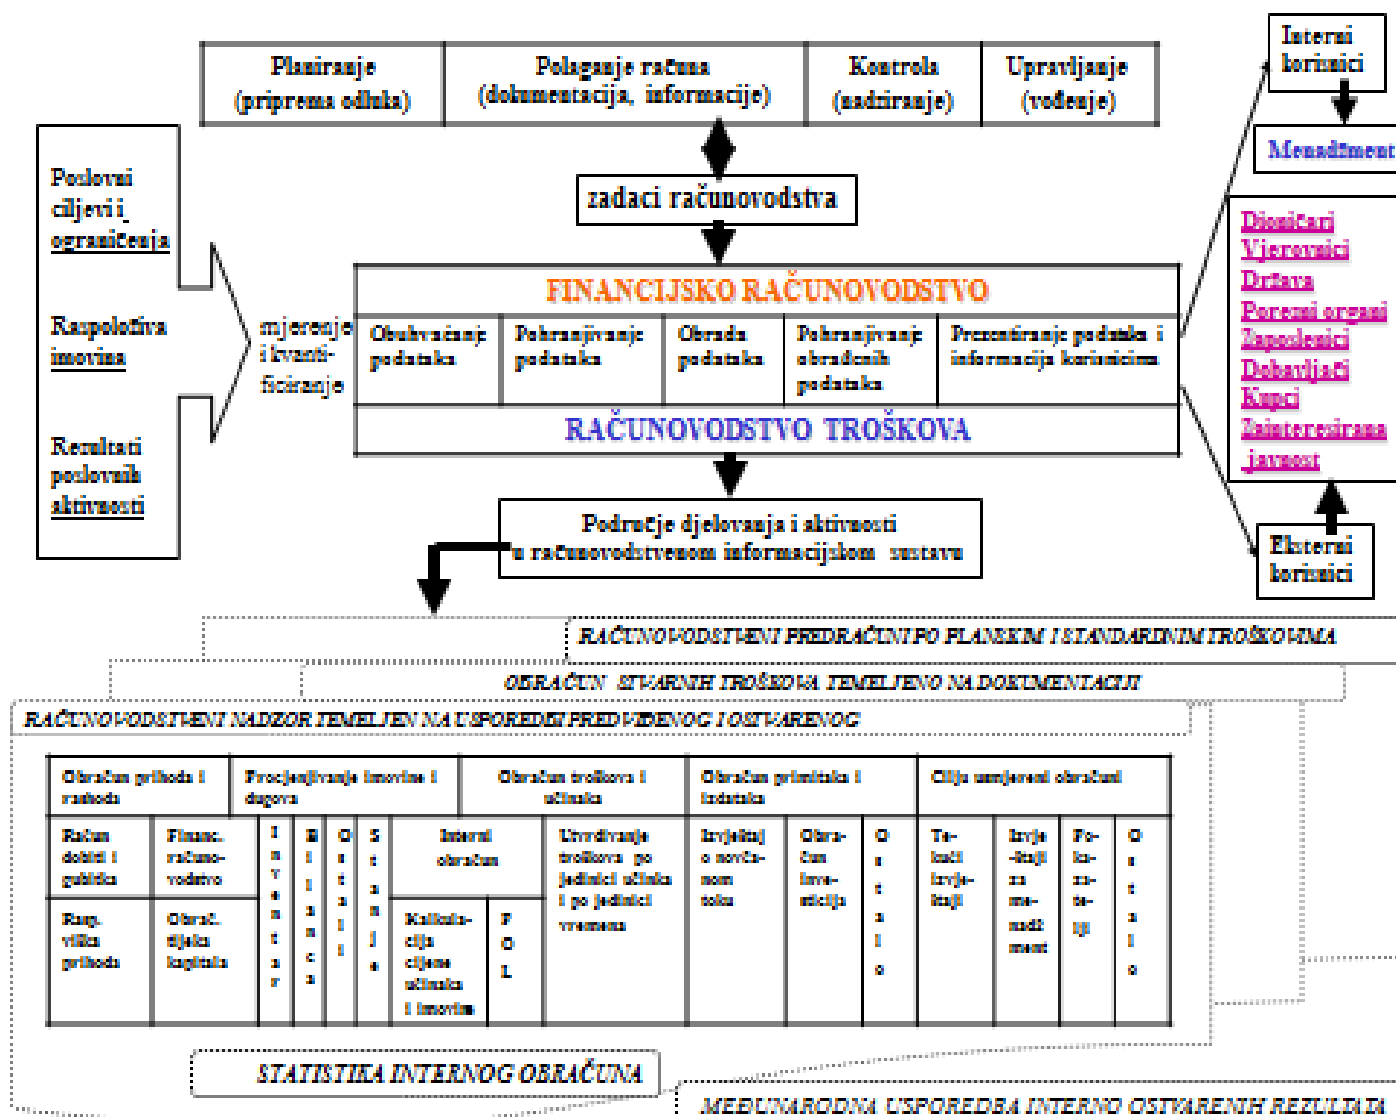 Planiranje
(priprema odluka)
Polaganje računa
(dokumentacija, informacije)
Kontrola
(nadziranje)
Upravljanje
(vođenje)
Interni
korisnici
Menadžment
Poslovni
ciljevi i
ograničenja
Raspoloživa
imovina
Rezultati
poslovnih
aktivnosti
zadaci računovodstva
mjerenje
i kvanti-
ficiranje
FINANCIJSKO RAČUNOVODSTVO
Obuhvaćanje
podataka
Pohranjivanje
podataka
Obrada
podataka
Pohranjivanje
obrađenih
podataka
Prezentiranje podataka i
informacija korisnicima
RAČUNOVODSTVO TROŠKOVA
Dioničari
Vjerovnici
Država
Porezni organi
Zaposlenici
Dobavljači
Kupci
Zainteresirana
javnost
Eksterni
korisnici
Područje djelovanja i aktivnosti
u računovodstvenom informacijskom sustavu
RAČUNOVODSTVENI PREDRAČUNI PO PLANSKIM I STANDARDNIM TROŠKOVIMA
OBRAČUN STVARNIH TROŠKOVA TEMELJENO NA DOKUMENTACIJI
RAČUNOVODSTVENI NADZOR TEMELJEN NA USPOREDBI PREDVIĐENOG I OSTVARENOG
Obračun prihoda i
rashoda
Procjenjivanje imovine i
dugova
Obračun troškova i
učinaka
Obračun primitaka i
izdataka
Cilju usmjereni obračuni
Račun
dobiti i
gubitka
Financ.
računo-
vodstvo
Rasp.
viška
prihoda
Obrač.
tijeka
kapitala
Inventar
Bilanca
Ostali
Stanje
Interni
obračun
Kalkula-
cija
cijene
učinaka
i imovine
POL
Utvrđivanje
troškova po
jedinici učinka
i po jedinici
vremena
Izvještaj
o novča-
nom
toku
Obra-
čun
inve-
sticija
Ostalo
Te-
kući
izvje-
štaji
Izvje
-štaji
za
me-
nadž
ment
Po-
ka-
za-
te-
lji
Ostalo
STATISTIKA INTERNOG OBRAČUNA
MEĐUNARODNA USPOREDBA INTERNO OSTVARENIH REZULTATA